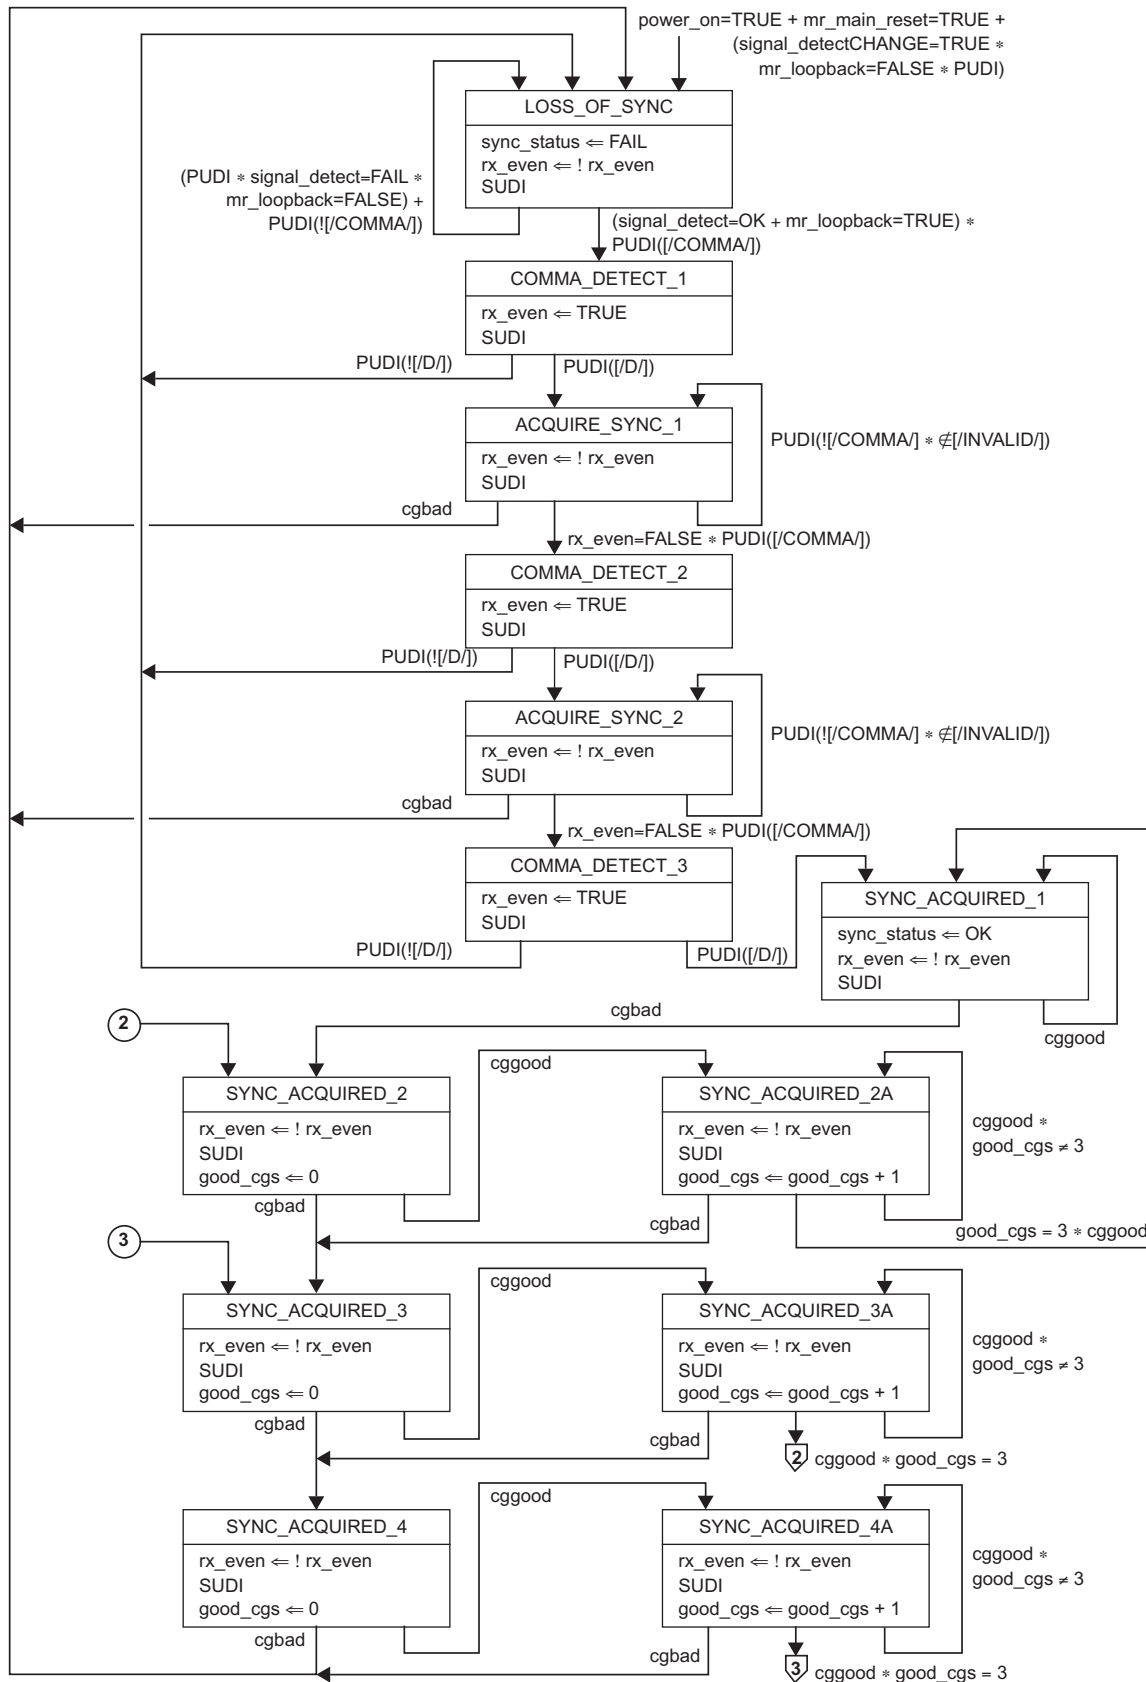 power_on=TRUE + mr_main_reset=TRUE +
(signal_detectCHANGE=TRUE *
mr_loopback=FALSE * PUDI)
LOSS_OF_SYNC
sync_status ⇐ FAIL
rx_even ⇐ ! rx_even
SUDI
(PUDI * signal_detect=FAIL *
mr_loopback=FALSE) +
PUDI(![/COMMA/])
(signal_detect=OK + mr_loopback=TRUE) *
PUDI([/COMMA/])
COMMA_DETECT_1
rx_even ⇐ TRUE
SUDI
PUDI(![/D/])
PUDI([/D/])
ACQUIRE_SYNC_1
rx_even ⇐ ! rx_even
SUDI
PUDI(![/COMMA/] * ∉[/INVALID/])
cgbad
rx_even=FALSE * PUDI([/COMMA/])
COMMA_DETECT_2
rx_even ⇐ TRUE
SUDI
PUDI(![/D/])
PUDI([/D/])
ACQUIRE_SYNC_2
rx_even ⇐ ! rx_even
SUDI
PUDI(![/COMMA/] * ∉[/INVALID/])
cgbad
rx_even=FALSE * PUDI([/COMMA/])
COMMA_DETECT_3
rx_even ⇐ TRUE
SUDI
PUDI(![/D/])
PUDI([/D/])
SYNC_ACQUIRED_1
sync_status ⇐ OK
rx_even ⇐ ! rx_even
SUDI
cgbad
cggood
2
SYNC_ACQUIRED_2
rx_even ⇐ ! rx_even
SUDI
good_cgs ⇐ 0
cggood
SYNC_ACQUIRED_2A
rx_even ⇐ ! rx_even
SUDI
good_cgs ⇐ good_cgs + 1
cggood *
good_cgs ≠ 3
cgbad
cgbad
good_cgs = 3 * cggood
3
SYNC_ACQUIRED_3
rx_even ⇐ ! rx_even
SUDI
good_cgs ⇐ 0
cggood
SYNC_ACQUIRED_3A
rx_even ⇐ ! rx_even
SUDI
good_cgs ⇐ good_cgs + 1
cggood *
good_cgs ≠ 3
cgbad
cgbad
2
cggood * good_cgs = 3
SYNC_ACQUIRED_4
rx_even ⇐ ! rx_even
SUDI
good_cgs ⇐ 0
cggood
SYNC_ACQUIRED_4A
rx_even ⇐ ! rx_even
SUDI
good_cgs ⇐ good_cgs + 1
cggood *
good_cgs ≠ 3
cgbad
cgbad
3
cggood * good_cgs = 3